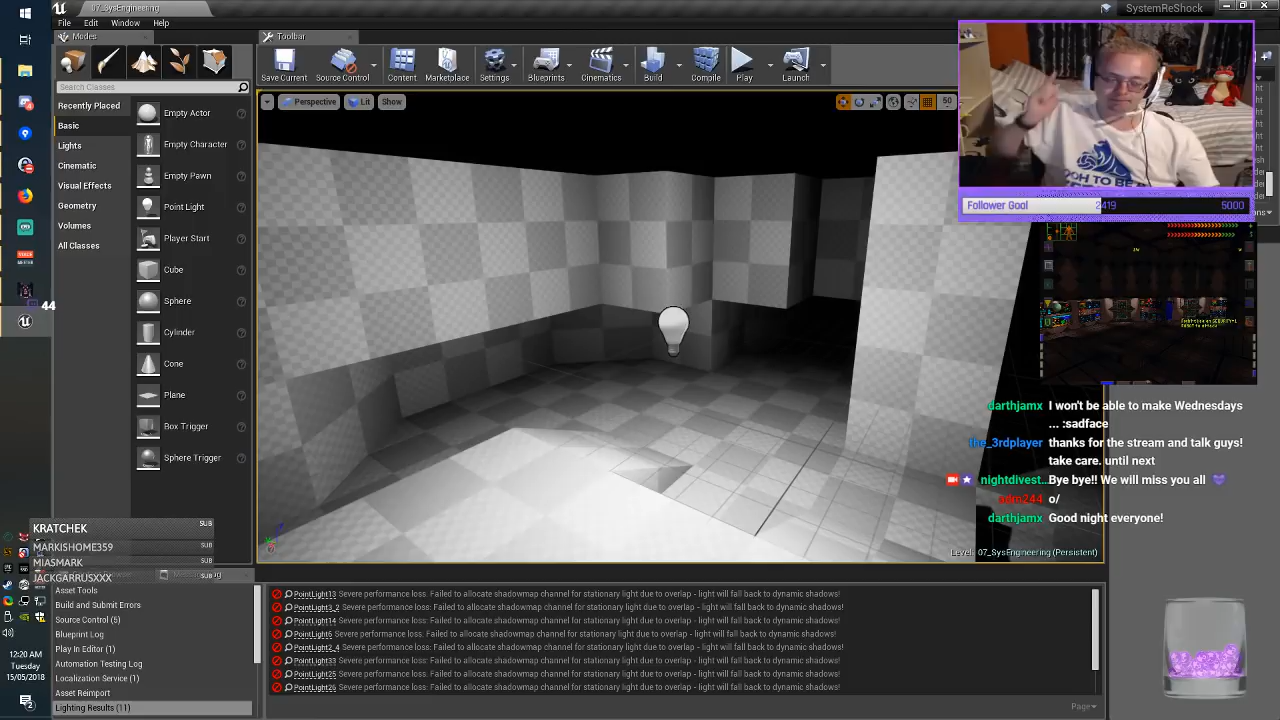 07_SysEngineering
SystemReShock
File Edit Window Help
Modes
Toolbar
Save Current
Source Control
Content
Marketplace
Settings
Blueprints
Cinematics
Build
Compile
Play
Launch
Search Classes
Recently Placed
Basic
Lights
Cinematic
Visual Effects
Geometry
Volumes
All Classes
Empty Actor
Empty Character
Empty Pawn
Point Light
Player Start
Cube
Sphere
Cylinder
Cone
Plane
Box Trigger
Sphere Trigger
Perspective
Lit
Show
50
Follower Goal 2419 5000
44
darthjamx I won't be able to make Wednesdays
... :sadface
the_3rdplayer thanks for the stream and talk guys!
take care. until next
nightdivest... Bye bye!! We will miss you all
adm244 o/
darthjamx Good night everyone!
Level: 07_SysEngineering (Persistent)
KRATCHEK SUB
MARKISHOME359 SUB
MIASMARK SUB
JACKGARRUSXXX SUB
Asset Tools
Build and Submit Errors
Source Control (5)
Blueprint Log
Play In Editor (1)
Automation Testing Log
Localization Service (1)
Asset Reimport
Lighting Results (11)
PointLight13 Severe performance loss: Failed to allocate shadowmap channel for stationary light due to overlap - light will fall back to dynamic shadows!
PointLight3_2 Severe performance loss: Failed to allocate shadowmap channel for stationary light due to overlap - light will fall back to dynamic shadows!
PointLight14 Severe performance loss: Failed to allocate shadowmap channel for stationary light due to overlap - light will fall back to dynamic shadows!
PointLight6 Severe performance loss: Failed to allocate shadowmap channel for stationary light due to overlap - light will fall back to dynamic shadows!
PointLight2_4 Severe performance loss: Failed to allocate shadowmap channel for stationary light due to overlap - light will fall back to dynamic shadows!
PointLight33 Severe performance loss: Failed to allocate shadowmap channel for stationary light due to overlap - light will fall back to dynamic shadows!
PointLight25 Severe performance loss: Failed to allocate shadowmap channel for stationary light due to overlap - light will fall back to dynamic shadows!
PointLight26 Severe performance loss: Failed to allocate shadowmap channel for stationary light due to overlap - light will fall back to dynamic shadows!
Page
12:20 AM
Tuesday
15/05/2018